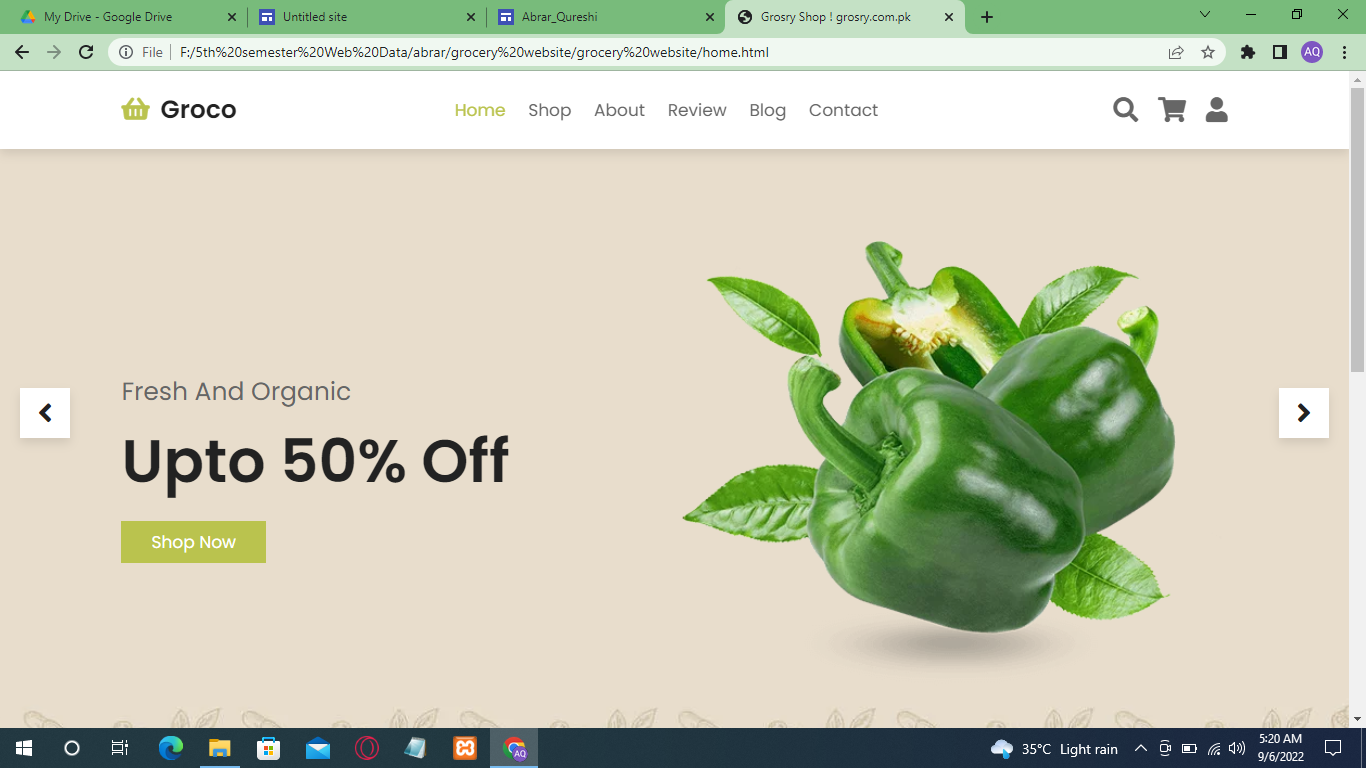 My Drive - Google Drive
Untitled site
Abrar_Qureshi
Grosry Shop ! grosry.com.pk
File
F:/5th%20semester%20Web%20Data/abrar/grocery%20website/grocery%20website/home.html
AQ
Groco
Home Shop About Review Blog Contact
Fresh And Organic
Upto 50% Off
Shop Now
AQ
35°C Light rain
5:20 AM
9/6/2022